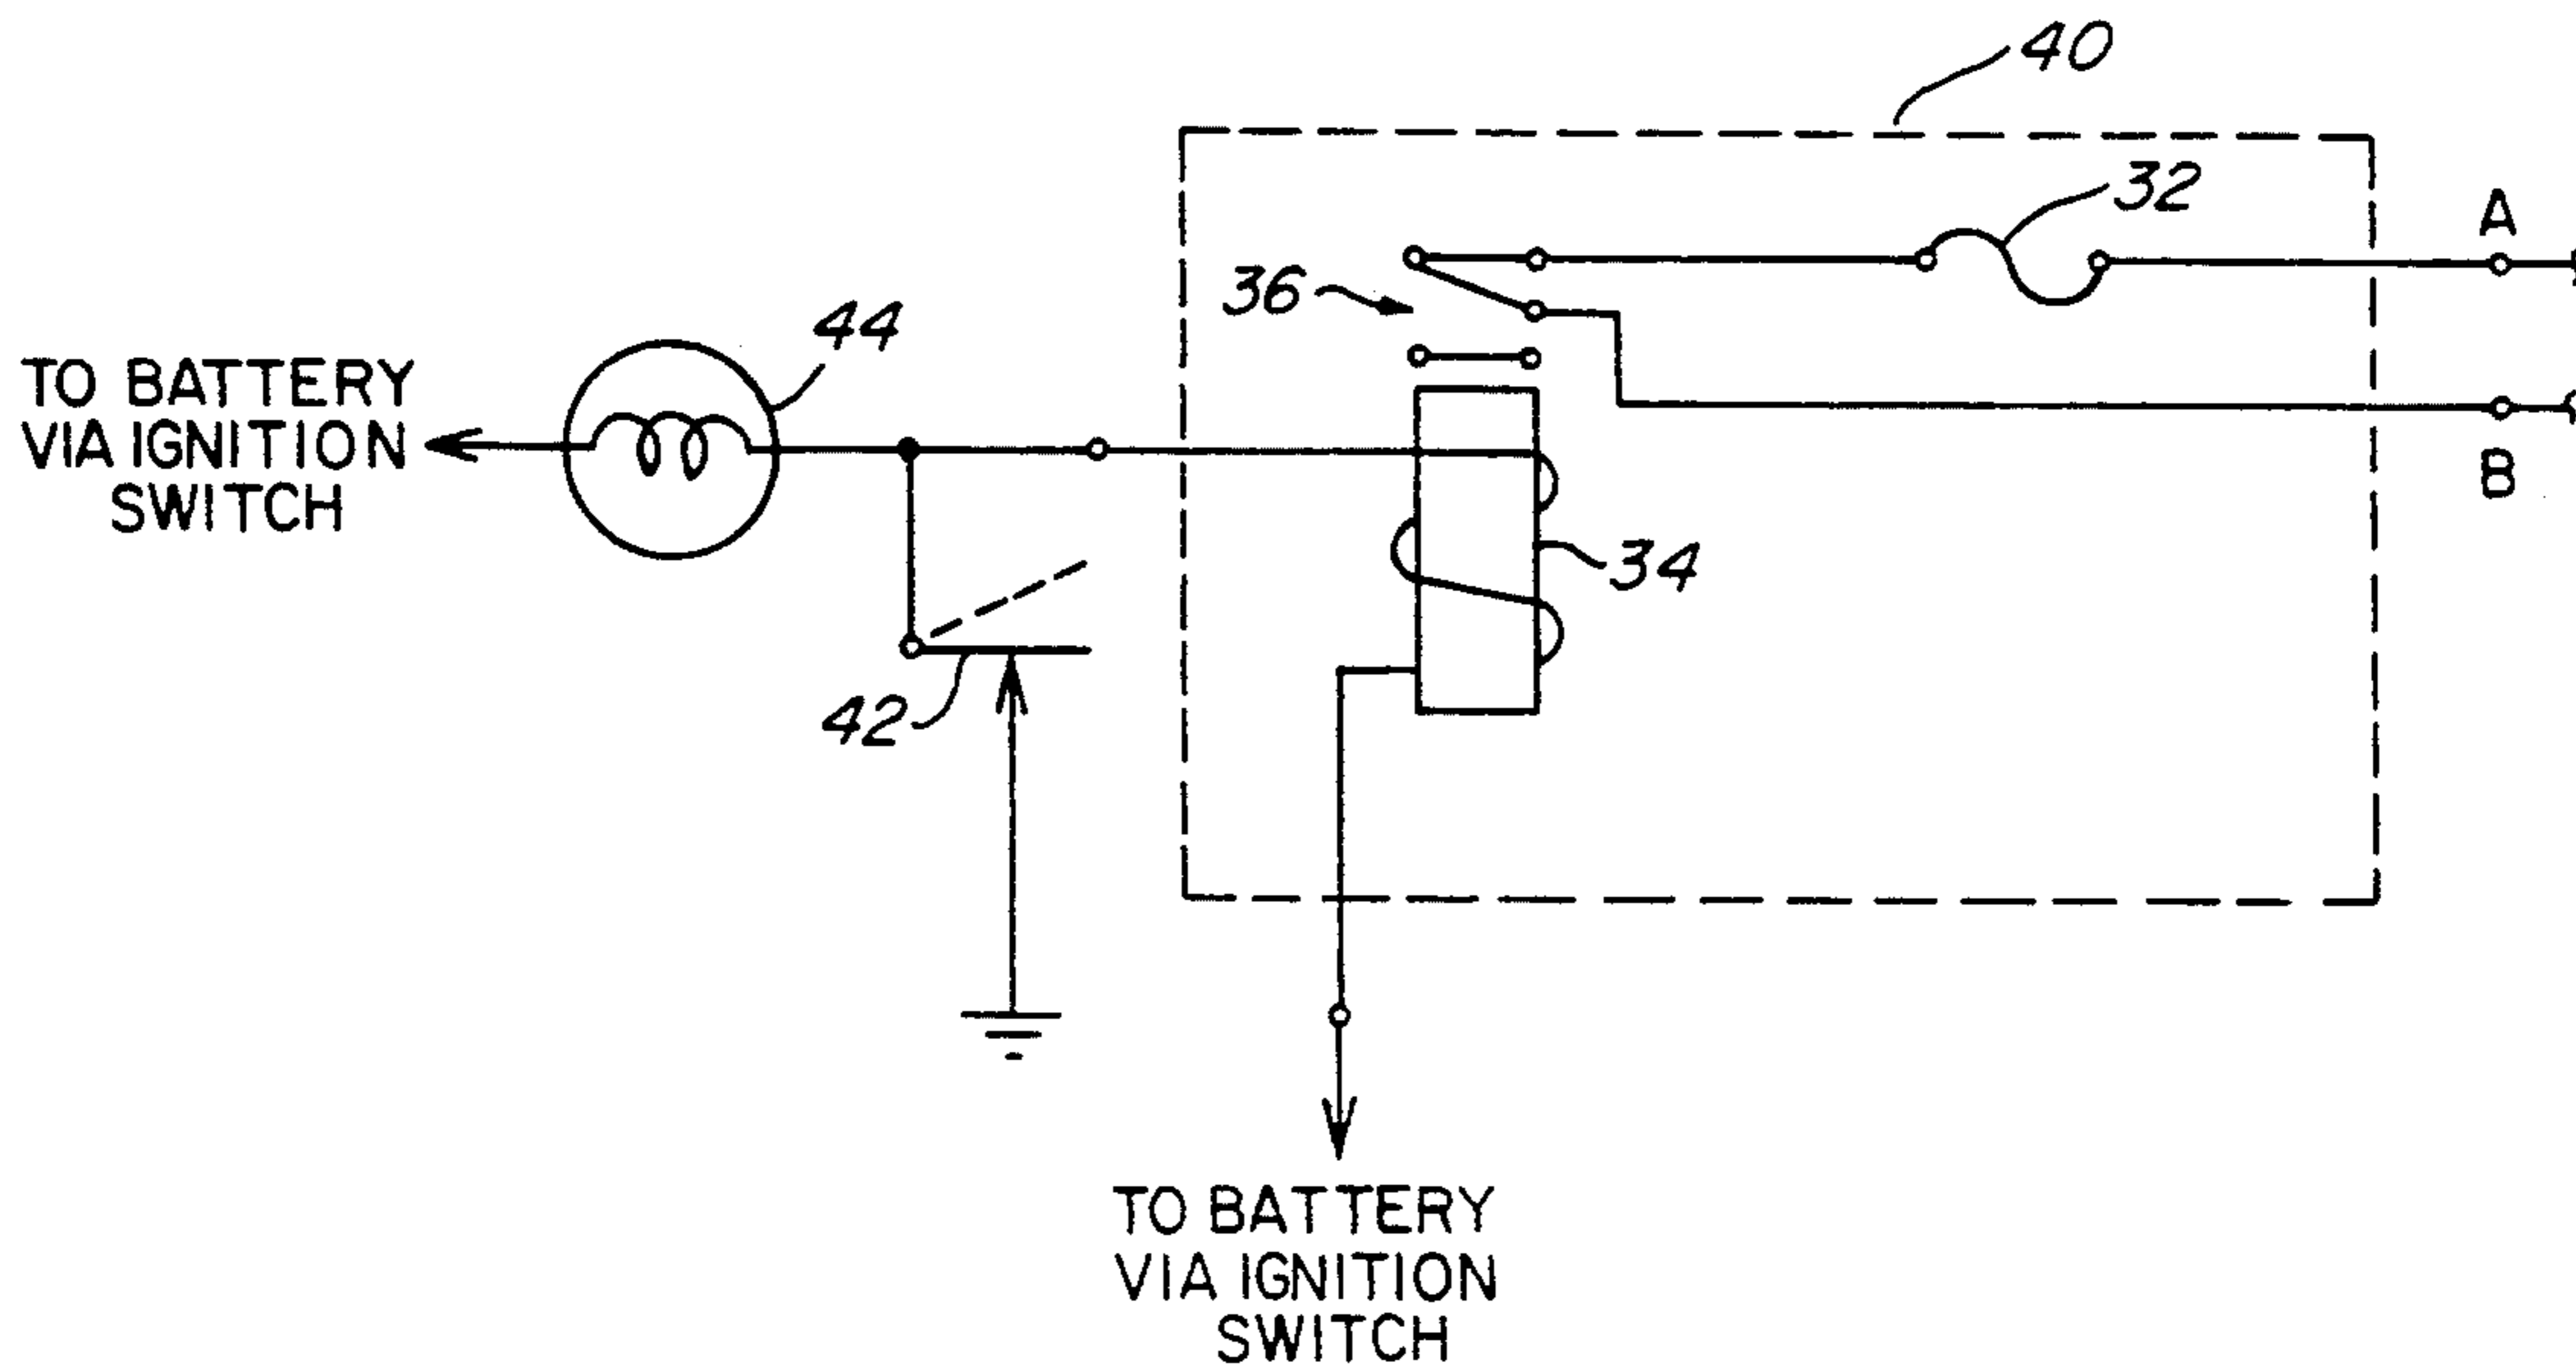 40
32
A
36
44
TO BATTERY
VIA IGNITION
SWITCH
B
34
42
TO BATTERY
VIA IGNITION
SWITCH